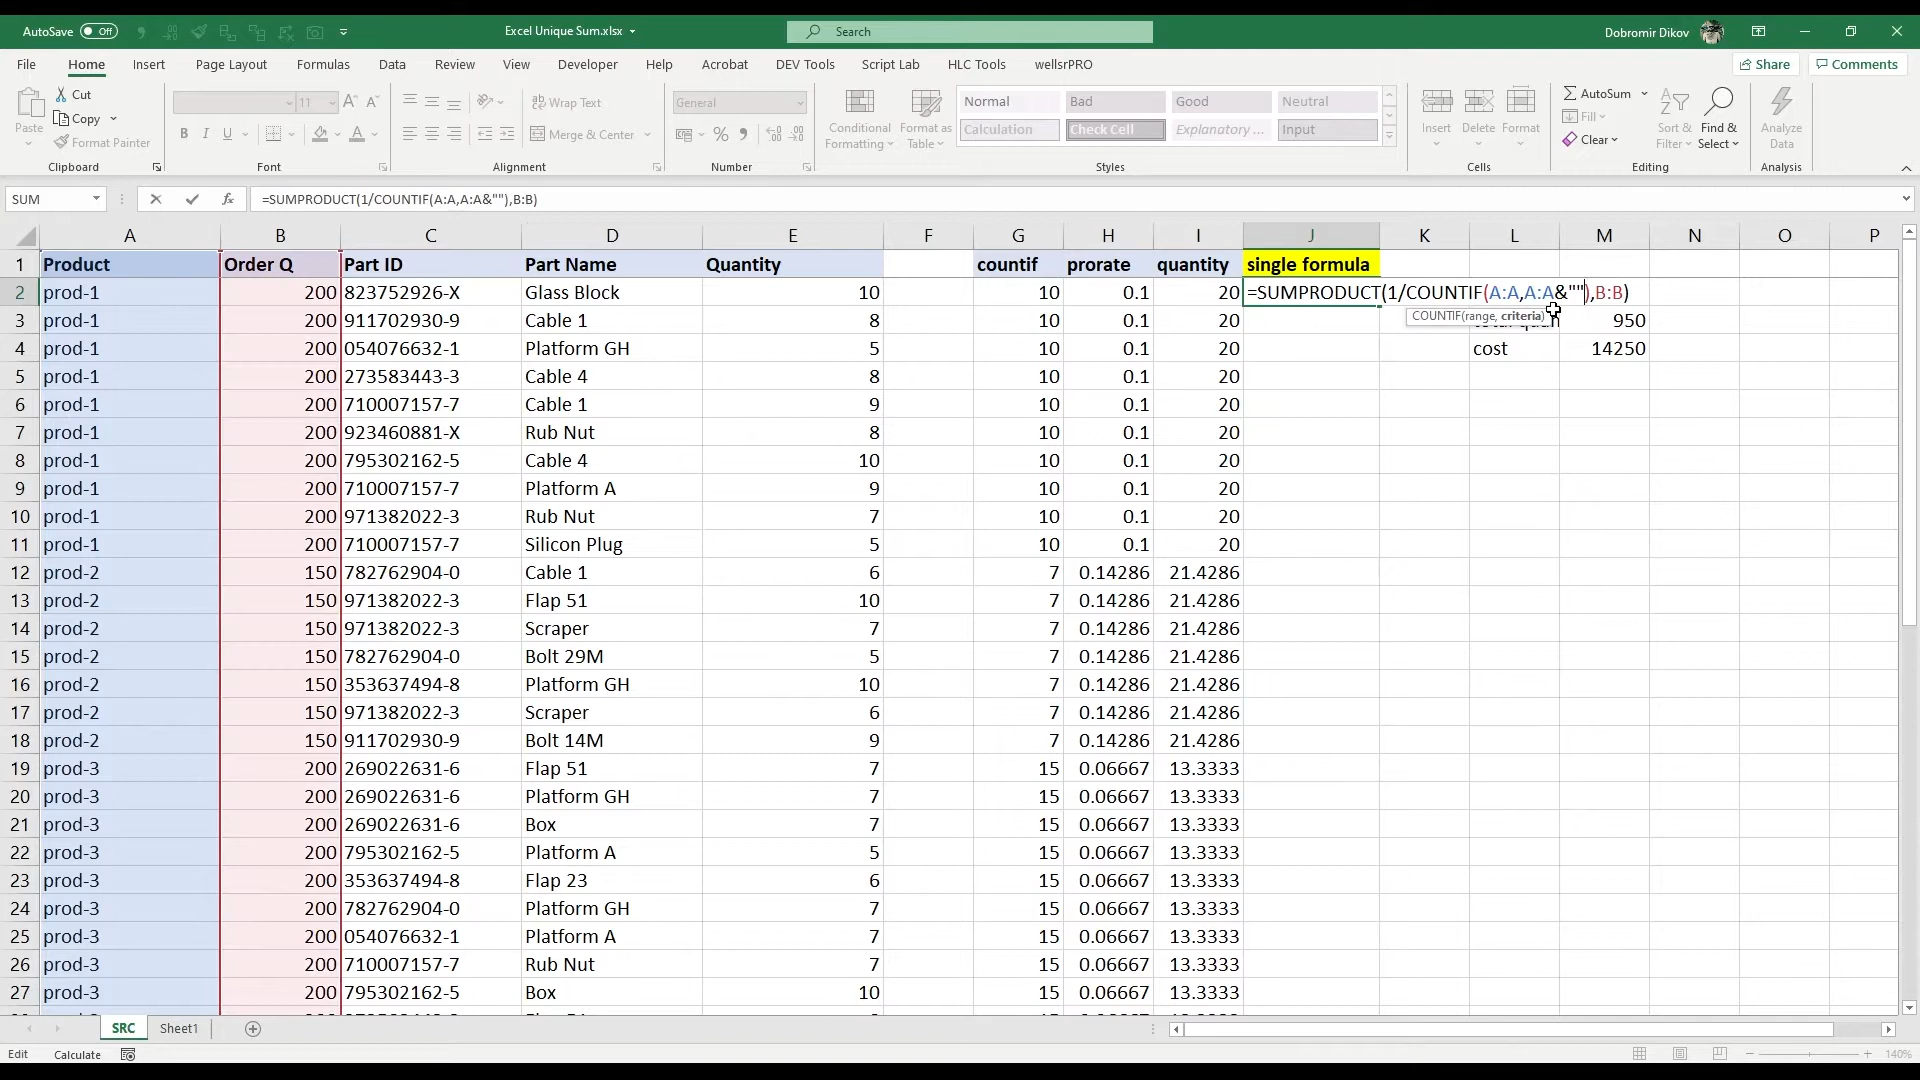 AutoSave Off Excel Unique Sum.xlsx Search Dobromir Dikov
File Home Insert Page Layout Formulas Data Review View Developer Help Acrobat DEV Tools Script Lab HLC Tools wellsrPRO Share Comments
Paste Cut Copy Format Painter Clipboard
11 B I U Font
Wrap Text Merge & Center Alignment
General % Number
Conditional Formatting Format as Table
Normal Bad Good Neutral
Calculation Check Cell Explanatory ... Input
Styles
Insert Delete Format Cells
AutoSum Fill Clear Sort & Filter Find & Select Editing
Analyze Data Analysis
SUM fx =SUMPRODUCT(1/COUNTIF(A:A,A:A&""),B:B)
A B C D E F G H I J K L M N O P
1 Product Order Q Part ID Part Name Quantity countif prorate quantity single formula
2 prod-1 200 823752926-X Glass Block 10 10 0.1 20 =SUMPRODUCT(1/COUNTIF(A:A,A:A&""),B:B)
COUNTIF(range, criteria)
3 prod-1 200 911702930-9 Cable 1 8 10 0.1 20 950
4 prod-1 200 054076632-1 Platform GH 5 10 0.1 20 cost 14250
5 prod-1 200 273583443-3 Cable 4 8 10 0.1 20
6 prod-1 200 710007157-7 Cable 1 9 10 0.1 20
7 prod-1 200 923460881-X Rub Nut 8 10 0.1 20
8 prod-1 200 795302162-5 Cable 4 10 10 0.1 20
9 prod-1 200 710007157-7 Platform A 9 10 0.1 20
10 prod-1 200 971382022-3 Rub Nut 7 10 0.1 20
11 prod-1 200 710007157-7 Silicon Plug 5 10 0.1 20
12 prod-2 150 782762904-0 Cable 1 6 7 0.14286 21.4286
13 prod-2 150 971382022-3 Flap 51 10 7 0.14286 21.4286
14 prod-2 150 971382022-3 Scraper 7 7 0.14286 21.4286
15 prod-2 150 782762904-0 Bolt 29M 5 7 0.14286 21.4286
16 prod-2 150 353637494-8 Platform GH 10 7 0.14286 21.4286
17 prod-2 150 971382022-3 Scraper 6 7 0.14286 21.4286
18 prod-2 150 911702930-9 Bolt 14M 9 7 0.14286 21.4286
19 prod-3 200 269022631-6 Flap 51 7 15 0.06667 13.3333
20 prod-3 200 269022631-6 Platform GH 7 15 0.06667 13.3333
21 prod-3 200 269022631-6 Box 7 15 0.06667 13.3333
22 prod-3 200 795302162-5 Platform A 5 15 0.06667 13.3333
23 prod-3 200 353637494-8 Flap 23 6 15 0.06667 13.3333
24 prod-3 200 782762904-0 Platform GH 7 15 0.06667 13.3333
25 prod-3 200 054076632-1 Platform A 7 15 0.06667 13.3333
26 prod-3 200 710007157-7 Rub Nut 7 15 0.06667 13.3333
27 prod-3 200 795302162-5 Box 10 15 0.06667 13.3333
SRC Sheet1
Edit Calculate 140%